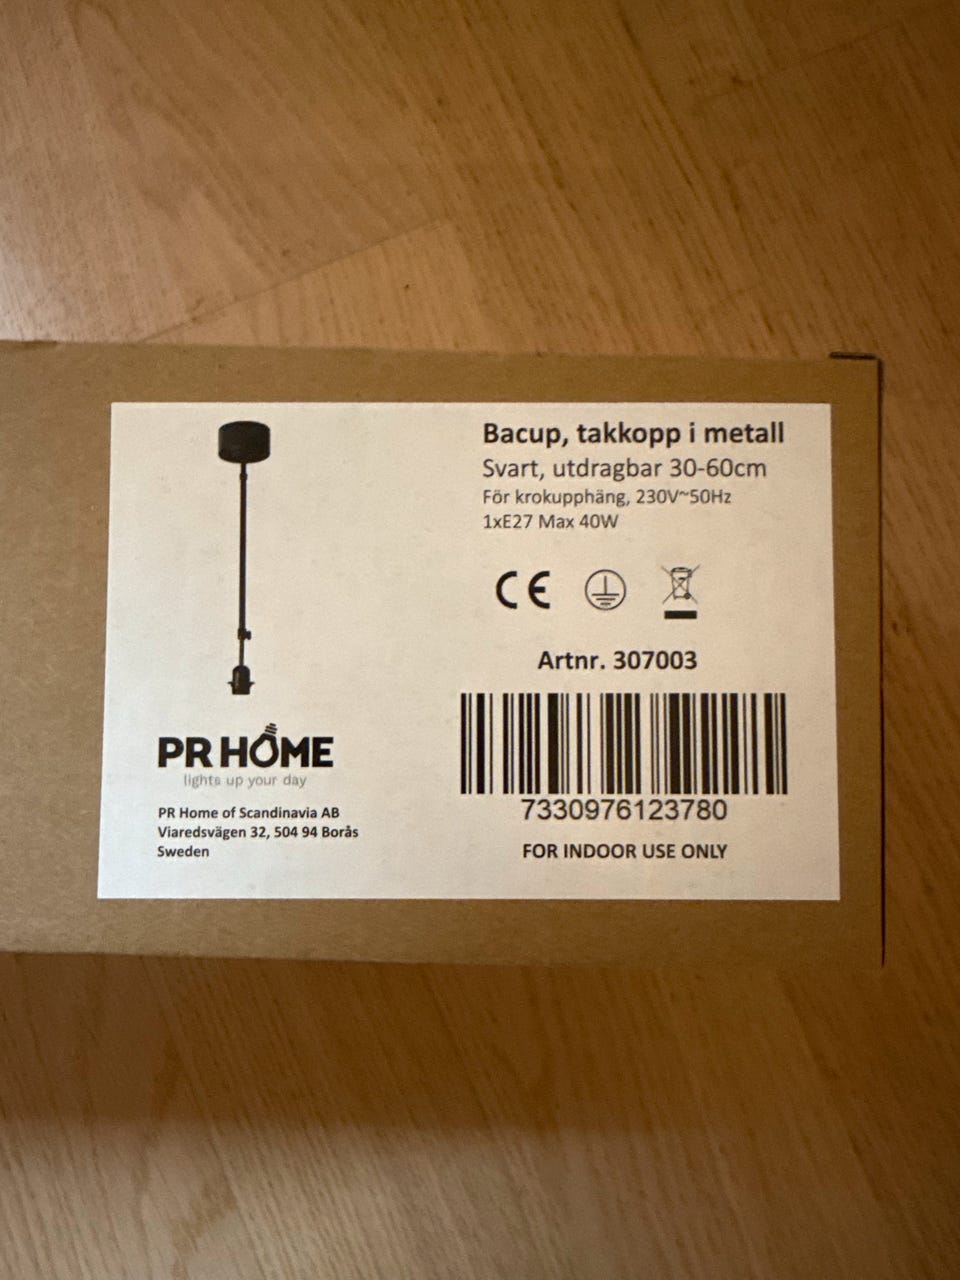 Bacup, takkopp i metall
Svart, utdragbar 30-60cm
För krokupphäng, 230V~50Hz
1xE27 Max 40W
CE
Artnr. 307003
7330976123780
FOR INDOOR USE ONLY
PR HOME
lights up your day
PR Home of Scandinavia AB
Viaredsvägen 32, 504 94 Borås
Sweden